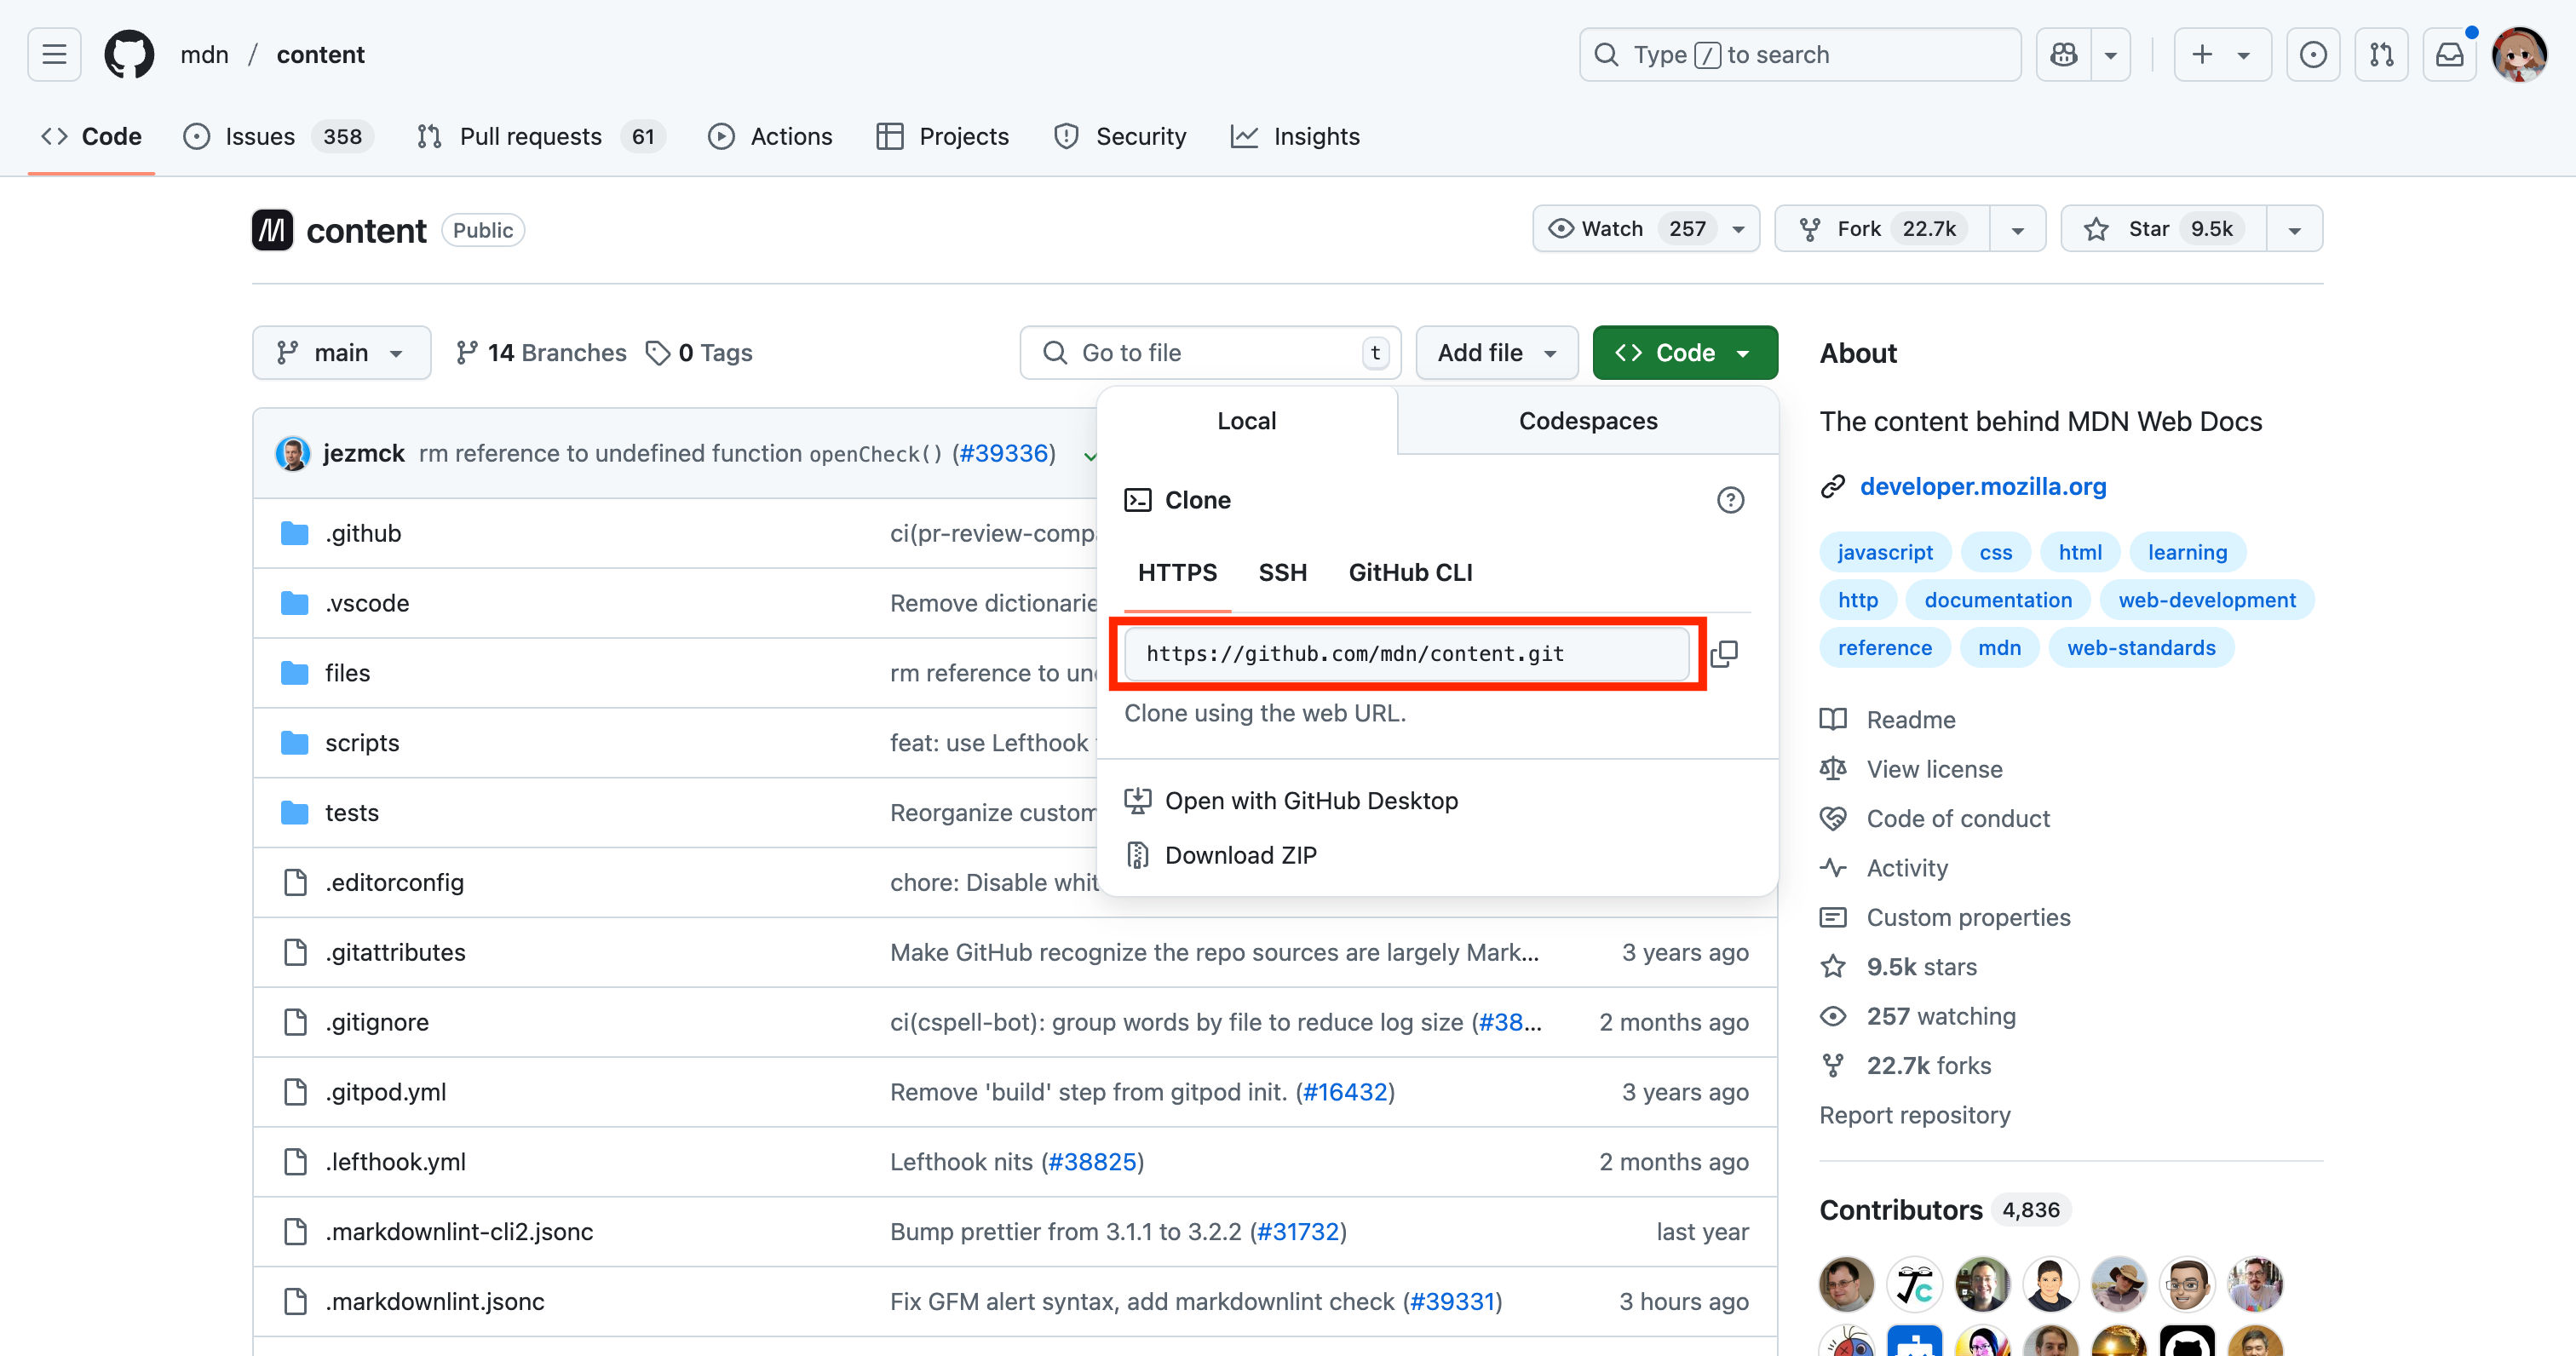 mdn / content
Type / to search
Code
Issues 358
Pull requests 61
Actions
Projects
Security
Insights
content Public
Watch 257
Fork 22.7k
Star 9.5k
main
14 Branches
0 Tags
Go to file t
Add file
Code
jezmck rm reference to undefined function openCheck() (#39336)
.github ci(pr-review-comp
.vscode Remove dictionarie
files rm reference to un
scripts feat: use Lefthook
tests Reorganize custom
.editorconfig chore: Disable whit
.gitattributes Make GitHub recognize the repo sources are largely Mark... 3 years ago
.gitignore ci(cspell-bot): group words by file to reduce log size (#38... 2 months ago
.gitpod.yml Remove 'build' step from gitpod init. (#16432) 3 years ago
.lefthook.yml Lefthook nits (#38825) 2 months ago
.markdownlint-cli2.jsonc Bump prettier from 3.1.1 to 3.2.2 (#31732) last year
.markdownlint.jsonc Fix GFM alert syntax, add markdownlint check (#39331) 3 hours ago
Local Codespaces
Clone
HTTPS SSH GitHub CLI
https://github.com/mdn/content.git
Clone using the web URL.
Open with GitHub Desktop
Download ZIP
About
The content behind MDN Web Docs
developer.mozilla.org
javascript css html learning
http documentation web-development
reference mdn web-standards
Readme
View license
Code of conduct
Activity
Custom properties
9.5k stars
257 watching
22.7k forks
Report repository
Contributors 4,836